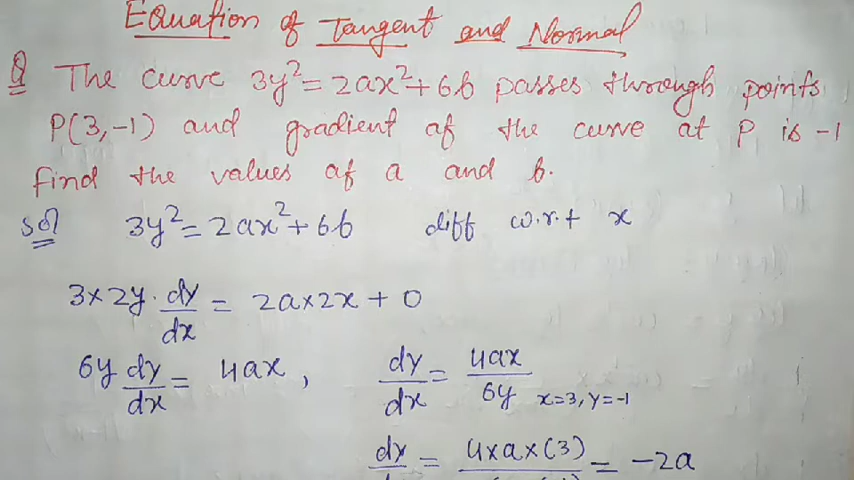 Equation of Tangent and Normal
Q The curve 3y² = 2ax² + 6b passes through points
P(3, -1) and gradient of the curve at P is -1
find the values of a and b.
Sol 3y² = 2ax² + 6b diff w.r.t x
3×2y · dy/dx = 2a×2x + 0
6y dy/dx = 4ax , dy/dx = 4ax/6y x=3, y=-1
dy/dx = 4×a×(3)/ = -2a